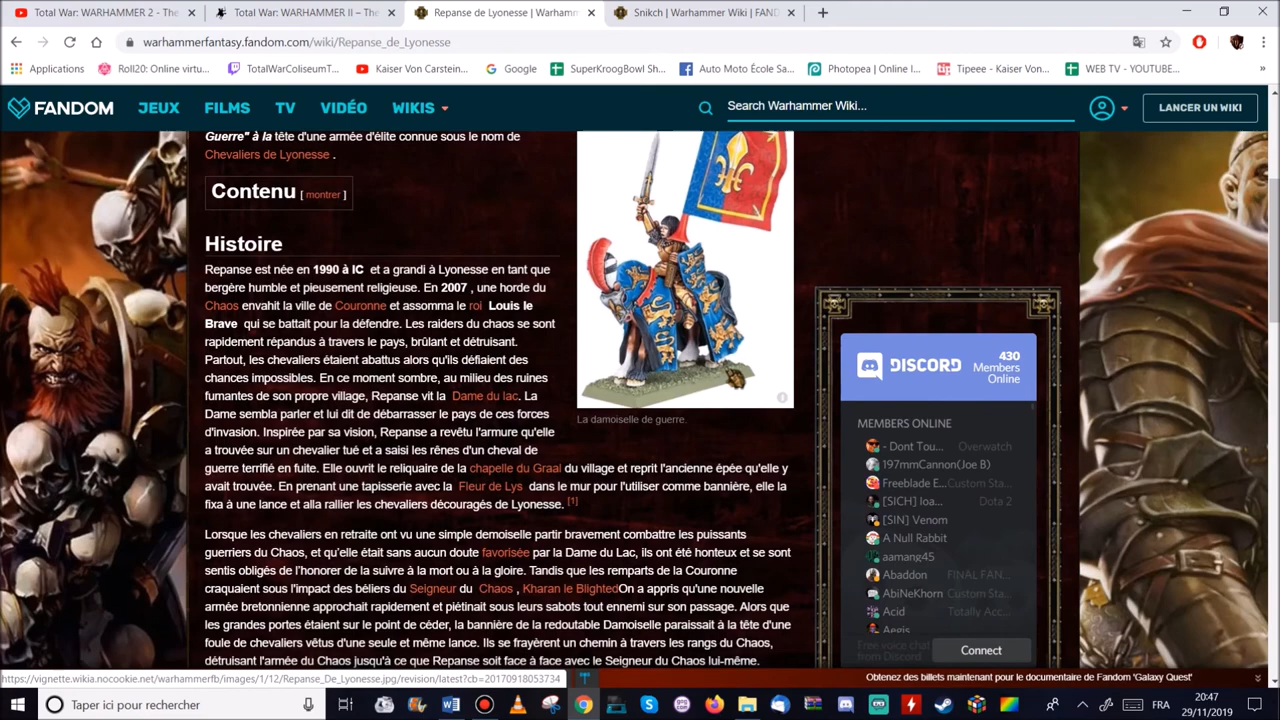 Total War: WARHAMMER 2 - The
Total War: WARHAMMER II – The
Repanse de Lyonesse | Warhamm
Snikch | Warhammer Wiki | FAND
warhammerfantasy.fandom.com/wiki/Repanse_de_Lyonesse
Applications
Roll20: Online virtu...
TotalWarColiseumT...
Kaiser Von Carstein...
Google
SuperKroogBowl Sh...
Auto Moto École Sa...
Photopea | Online I...
Tipeee - Kaiser Von...
WEB TV - YOUTUBE...
»
FANDOM
JEUX
FILMS
TV
VIDÉO
WIKIS
Search Warhammer Wiki...
LANCER UN WIKI
Guerre" à la tête d'une armée d'élite connue sous le nom de
Chevaliers de Lyonesse .
Contenu [ montrer ]
Histoire
Repanse est née en 1990 à IC et a grandi à Lyonesse en tant que
bergère humble et pieusement religieuse. En 2007 , une horde du
Chaos envahit la ville de Couronne et assomma le roi Louis le
Brave qui se battait pour la défendre. Les raiders du chaos se sont
rapidement répandus à travers le pays, brûlant et détruisant.
Partout, les chevaliers étaient abattus alors qu'ils défiaient des
chances impossibles. En ce moment sombre, au milieu des ruines
fumantes de son propre village, Repanse vit la Dame du lac. La
Dame sembla parler et lui dit de débarrasser le pays de ces forces
d'invasion. Inspirée par sa vision, Repanse a revêtu l'armure qu'elle
a trouvée sur un chevalier tué et a saisi les rênes d'un cheval de
guerre terrifié en fuite. Elle ouvrit le reliquaire de la chapelle du Graal du village et reprit l'ancienne épée qu'elle y
avait trouvée. En prenant une tapisserie avec la Fleur de Lys dans le mur pour l'utiliser comme bannière, elle la
fixa à une lance et alla rallier les chevaliers découragés de Lyonesse. [1]
La damoiselle de guerre.
Lorsque les chevaliers en retraite ont vu une simple demoiselle partir bravement combattre les puissants
guerriers du Chaos, et qu'elle était sans aucun doute favorisée par la Dame du Lac, ils ont été honteux et se sont
sentis obligés de l'honorer de la suivre à la mort ou à la gloire. Tandis que les remparts de la Couronne
craquaient sous l'impact des béliers du Seigneur du Chaos , Kharan le BlightedOn a appris qu'une nouvelle
armée bretonne approchait rapidement et piétinait sous leurs sabots tout ennemi sur son passage. Alors que
les grandes portes étaient sur le point de céder, la bannière de la redoutable Damoiselle paraissait à la tête d'une
foule de chevaliers vêtus d'une seule et même lance. Ils se frayèrent un chemin à travers les rangs du Chaos,
détruisant l'armée du Chaos jusqu'à ce que Repanse soit face à face avec le Seigneur du Chaos lui-même.
DISCORD
430
Members
Online
MEMBERS ONLINE
- Dont Tou... Overwatch
197mmCannon(Joe B)
Freeblade E... Custom Sta...
[SICH] Ioa... Dota 2
[SIN] Venom
A Null Rabbit
aamang45
Abaddon FINAL FAN...
AbiNeKhorn Custom Sta...
Acid Totally Acc...
Aegis
Free voice chat
from Discord
Connect
https://vignette.wikia.nocookie.net/warhammerfb/images/1/12/Repanse_De_Lyonesse.jpg/revision/latest?cb=20170918053734
Obtenez des billets maintenant pour le documentaire de Fandom 'Galaxy Quest'
Taper ici pour rechercher
FRA
20:47
29/11/2019